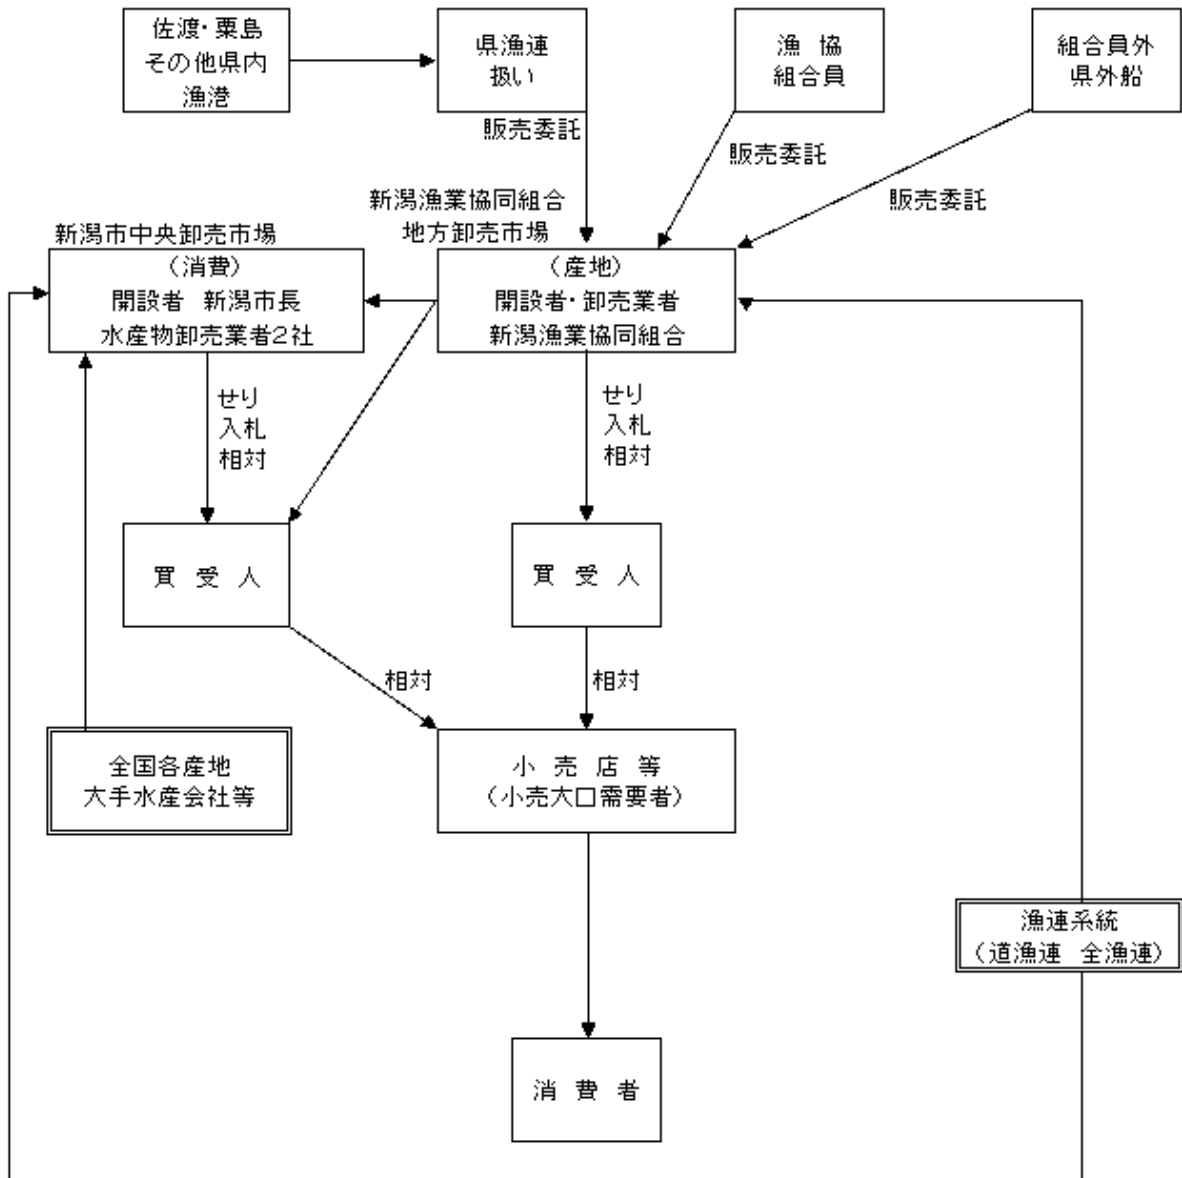 佐渡・粟島
その他県内
漁港
県漁連
扱い
漁 協
組合員
組合員外
県外船
販売委託
販売委託
販売委託
新潟漁業協同組合
地方卸売市場
新潟市中央卸売市場
（消費）
開設者 新潟市長
水産物卸売業者2社
（産地）
開設者・卸売業者
新潟漁業協同組合
せり
入札
相対
せり
入札
相対
買 受 人
買 受 人
相対
相対
全国各産地
大手水産会社等
小 売 店 等
（小売大口需要者）
漁連系統
（道漁連 全漁連）
消 費 者